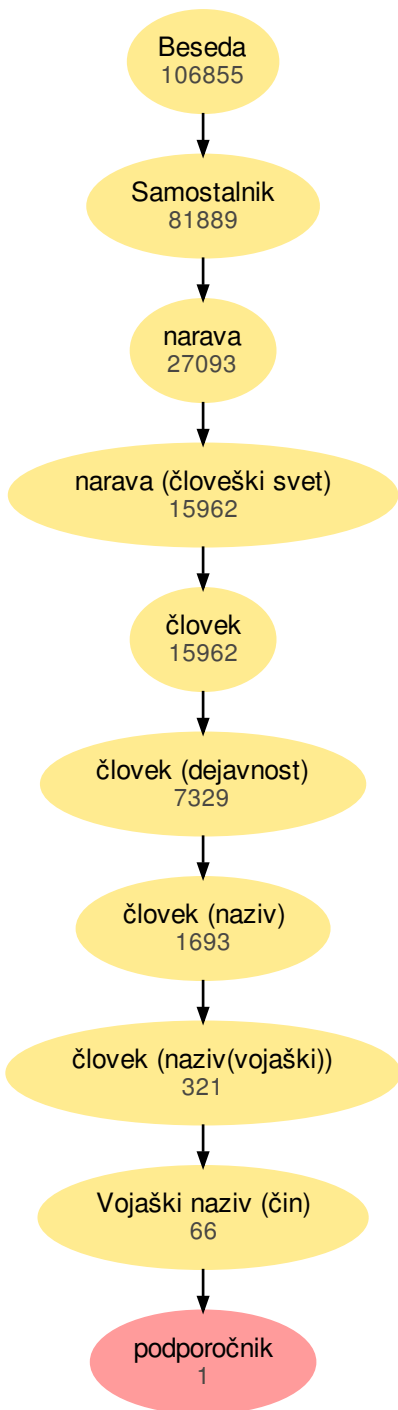 Beseda
106855
Samostalnik
81889
narava
27093
narava (človeški svet)
15962
človek
15962
človek (dejavnost)
7329
človek (naziv)
1693
človek (naziv(vojaški))
321
Vojaški naziv (čin)
66
podporočnik
1